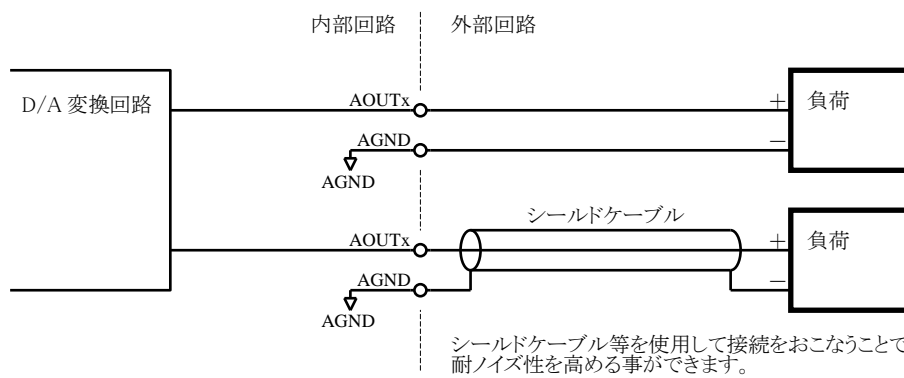 内部回路
外部回路
D/A 変換回路
AOUTx
+
負荷
AGND
−
AGND
シールドケーブル
AOUTx
+
負荷
AGND
−
AGND
シールドケーブル等を使用して接続をおこなうことで
耐ノイズ性を高める事ができます。